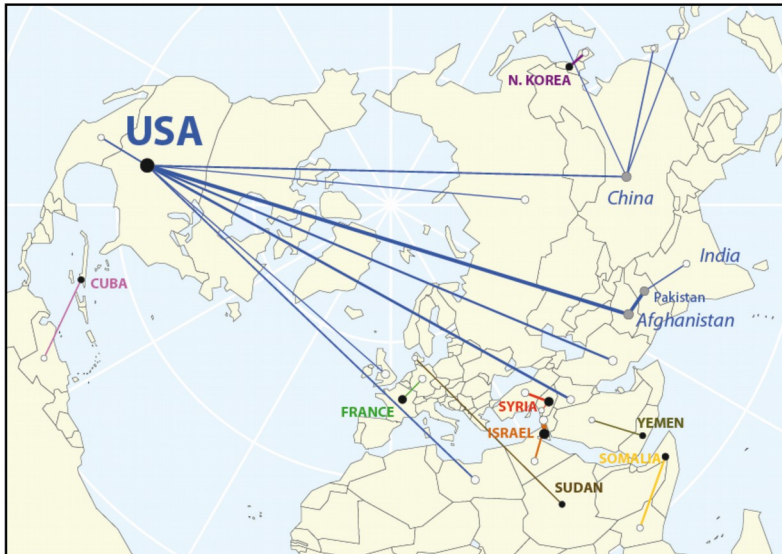 N. KOREA
USA
China
India
CUBA
Pakistan
Afghanistan
FRANCE
SYRIA
YEMEN
ISRAEL
SOMALIA
SUDAN